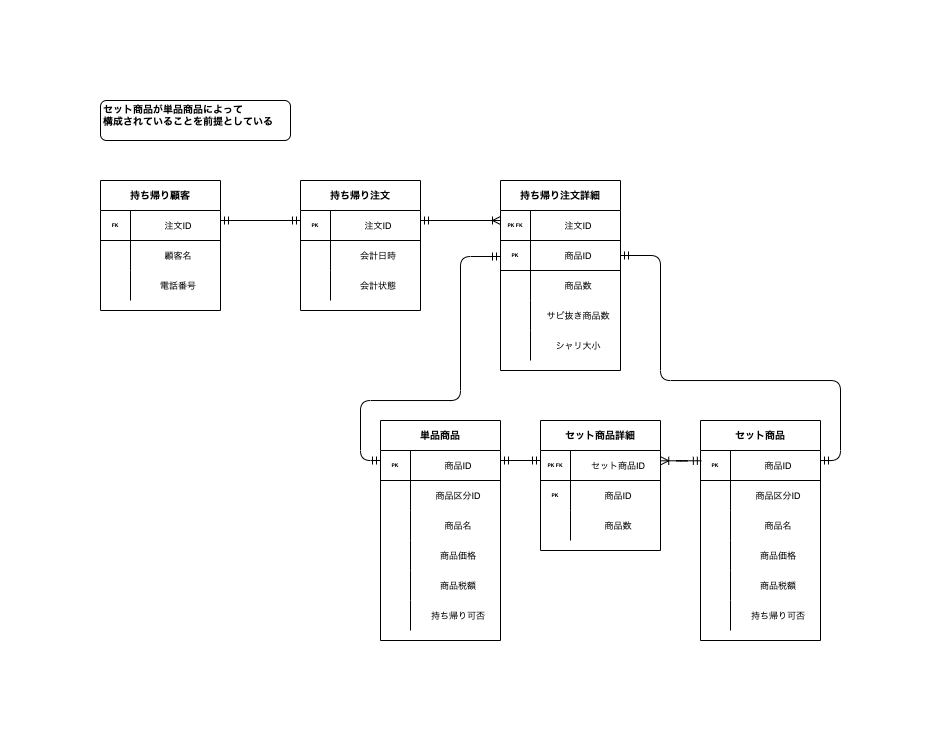 セット商品が単品商品によって
構成されていることを前提としている
持ち帰り顧客
FK 注文ID
顧客名
電話番号
持ち帰り注文
PK 注文ID
会計日時
会計状態
持ち帰り注文詳細
PK FK 注文ID
PK 商品ID
商品数
サビ抜き商品数
シャリ大小
単品商品
PK 商品ID
商品区分ID
商品名
商品価格
商品税額
持ち帰り可否
セット商品詳細
PK FK セット商品ID
PK 商品ID
商品数
セット商品
PK 商品ID
商品区分ID
商品名
商品価格
商品税額
持ち帰り可否